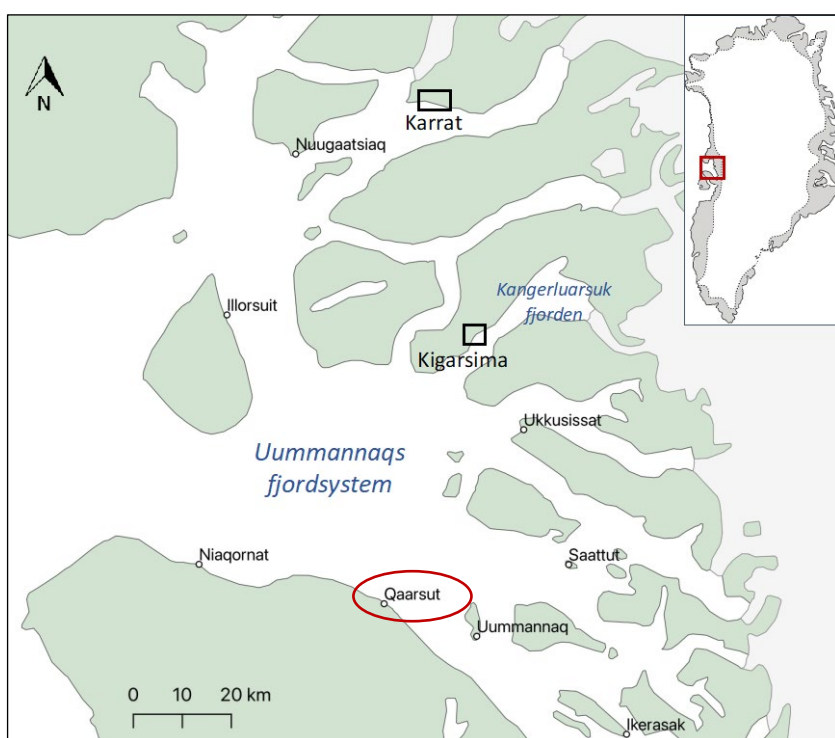 N
Karrat
Nuugaatsiaq
Illorsuit
Kangerluarsuk
fjorden
Kigarsima
Ukkusissat
Uummannaqs
fjordsystem
Niaqornat
Saattut
Qaarsut
Uummannaq
0 10 20 km
Ikerasak